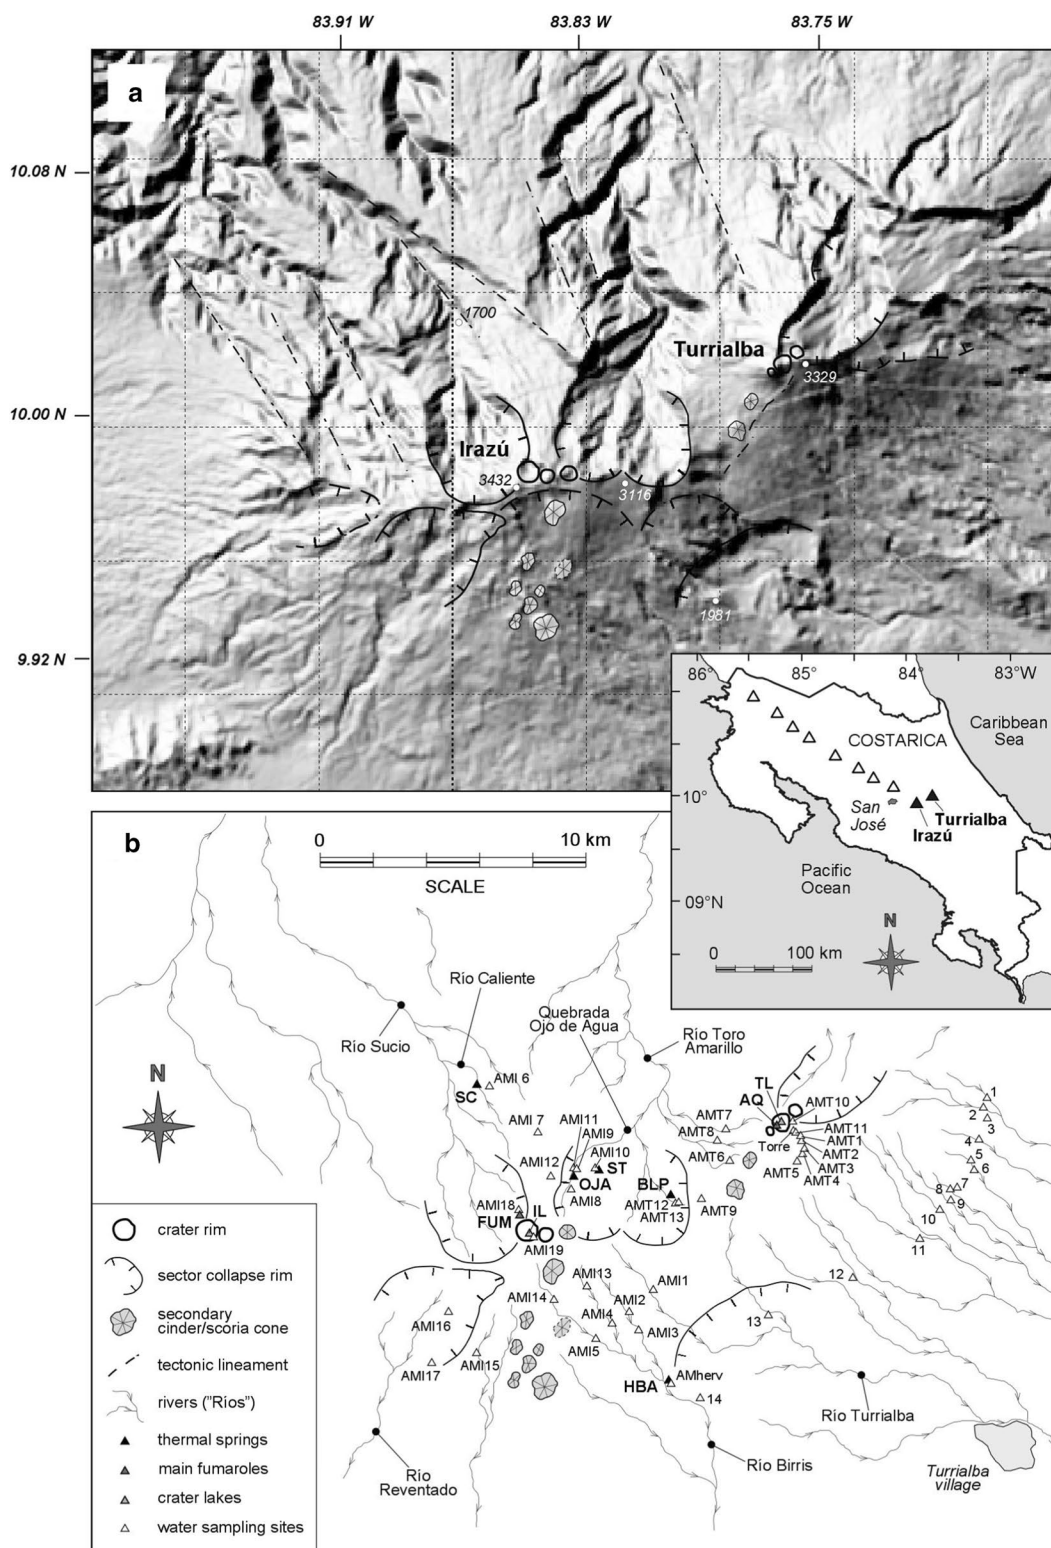 83.91 W
83.83 W
83.75 W
a
10.08 N
10.00 N
9.92 N
1700
Turrialba
3329
Irazú
3432
3116
1981
86°
85°
84°
83°W
COSTARICA
Caribbean
Sea
10°
San
José
Turrialba
Irazú
Pacific
Ocean
09°N
N
0
100 km
b
0
10 km
SCALE
Río Caliente
Quebrada
Ojo de Agua
Río Toro
Amarillo
Río Sucio
N
SC
AMI 6
TL
AQ
AMT10
1
2
3
AMI 7
AMI11
AMI9
AMT7
AMT8
Torre
AMT11
AMT1
AMT2
AMT3
AMT4
AMT5
4
5
6
AMI12
AMI10
ST
OJA
AMI8
AMT6
BLP
AMT12
AMT13
AMT9
8
7
9
10
11
AMI18
FUM
IL
AMI19
12
AMI13
AMI1
AMI14
AMI2
AMI4
AMI3
AMI5
13
AMI16
AMI17
AMI15
HBA
AMherv
14
Río Turrialba
Río
Reventado
Río Birris
Turrialba
village
crater rim
sector collapse rim
secondary
cinder/scoria cone
tectonic lineament
rivers ("Ríos")
thermal springs
main fumaroles
crater lakes
water sampling sites